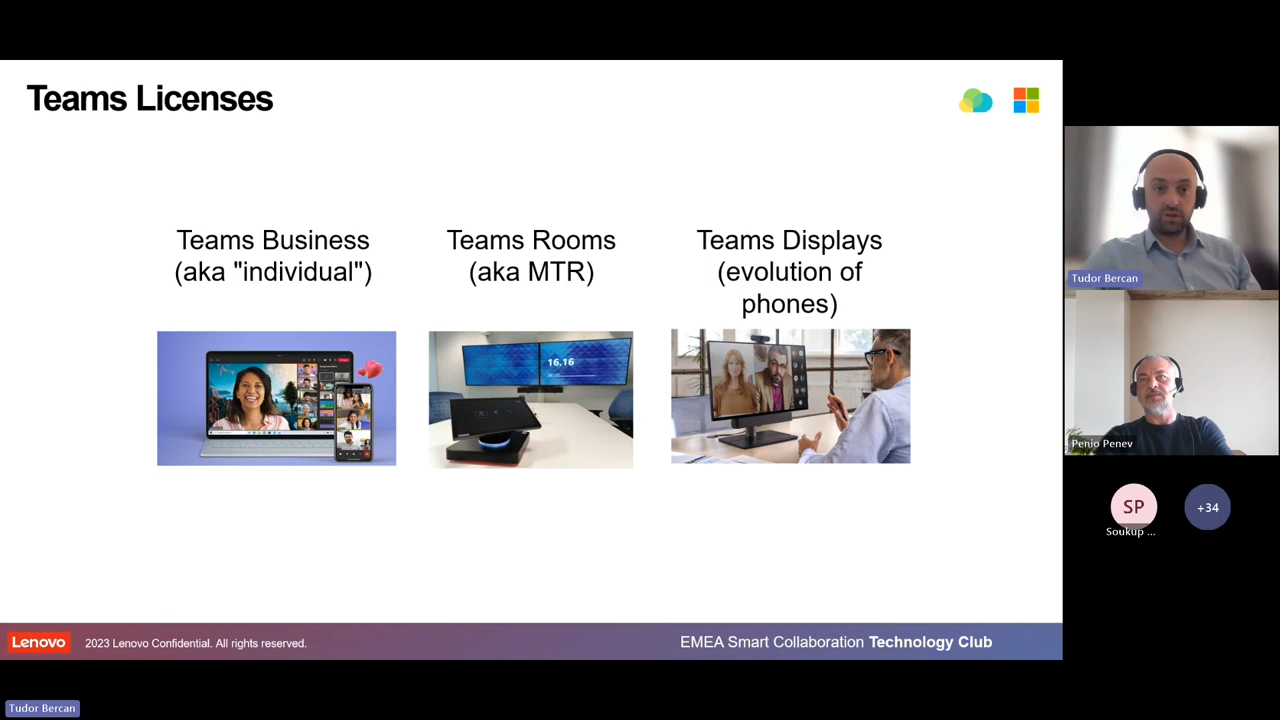 Teams Licenses
Teams Business
(aka "individual")
Teams Rooms
(aka MTR)
Teams Displays
(evolution of
phones)
16.16
Lenovo
2023 Lenovo Confidential. All rights reserved.
EMEA Smart Collaboration Technology Club
Tudor Bercan
Penjo Penev
SP
Soukup ...
+34
Tudor Bercan